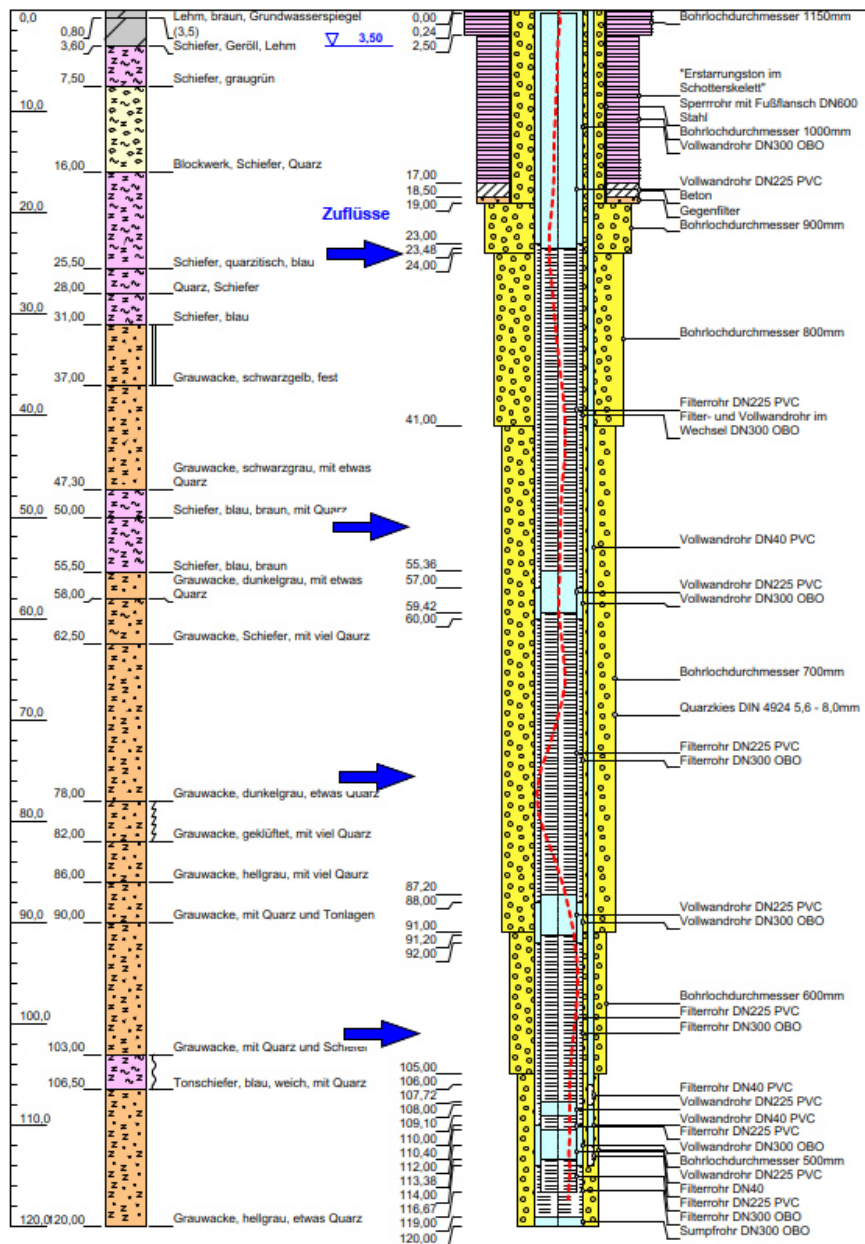 0,0
0,80
3,60
7,50
10,0
16,00
20,0
25,50
28,00
30,0
31,00
37,00
40,0
47,30
50,0
50,00
55,50
58,00
60,0
62,50
70,0
78,00
80,0
82,00
86,00
90,0
90,00
100,0
103,00
106,50
110,0
120,0
120,00
Lehm, braun, Grundwasserspiegel
(3,5)
Schiefer, Geröll, Lehm
Schiefer, graugrün
Blockwerk, Schiefer, Quarz
Schiefer, quarzitisch, blau
Quarz, Schiefer
Schiefer, blau
Grauwacke, schwarzgelb, fest
Grauwacke, schwarzgrau, mit etwas
Quarz
Schiefer, blau, braun, mit Quarz
Schiefer, blau, braun
Grauwacke, dunkelgrau, mit etwas
Quarz
Grauwacke, Schiefer, mit viel Qaurz
Grauwacke, dunkelgrau, etwas Quarz
Grauwacke, geklüftet, mit viel Quarz
Grauwacke, hellgrau, mit viel Qaurz
Grauwacke, mit Quarz und Tonlagen
Grauwacke, mit Quarz und Schiefer
Tonschiefer, blau, weich, mit Quarz
Grauwacke, hellgrau, etwas Quarz
3,50
Zuflüsse
0,00
0,24
2,50
17,00
18,50
19,00
23,00
23,48
24,00
41,00
55,36
57,00
59,42
60,00
87,20
88,00
91,00
91,20
92,00
105,00
106,00
107,72
108,00
109,10
110,00
110,40
112,00
113,38
114,00
116,67
119,00
120,00
Bohrlochdurchmesser 1150mm
"Erstarrungston im
Schotterskelett"
Sperrrohr mit Fußflansch DN600
Stahl
Bohrlochdurchmesser 1000mm
Vollwandrohr DN300 OBO
Vollwandrohr DN225 PVC
Beton
Gegenfilter
Bohrlochdurchmesser 900mm
Bohrlochdurchmesser 800mm
Filterrohr DN225 PVC
Filter- und Vollwandrohr im
Wechsel DN300 OBO
Vollwandrohr DN40 PVC
Vollwandrohr DN225 PVC
Vollwandrohr DN300 OBO
Bohrlochdurchmesser 700mm
Quarzkies DIN 4924 5,6 - 8,0mm
Filterrohr DN225 PVC
Filterrohr DN300 OBO
Vollwandrohr DN225 PVC
Vollwandrohr DN300 OBO
Bohrlochdurchmesser 600mm
Filterrohr DN225 PVC
Filterrohr DN300 OBO
Filterrohr DN40 PVC
Vollwandrohr DN225 PVC
Vollwandrohr DN40 PVC
Filterrohr DN225 PVC
Vollwandrohr DN300 OBO
Bohrlochdurchmesser 500mm
Vollwandrohr DN225 PVC
Filterrohr DN40
Filterrohr DN225 PVC
Filterrohr DN300 OBO
Sumpfrohr DN300 OBO